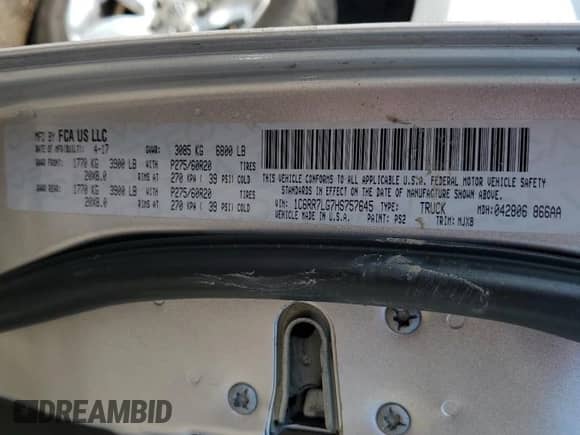 MFD BY FCA US LLC
DATE OF MFR(BUILT): 4-17 GVWR: 3085 KG 6800 LB
GAWR FRONT: 1770 KG 3900 LB WITH P275/60R20 TIRES
20X8.0 RIMS AT 270 KPA ( 39 PSI) COLD
GAWR REAR: 1770 KG 3900 LB WITH P275/60R20 TIRES
20X8.0 RIMS AT 270 KPA ( 39 PSI) COLD
THIS VEHICLE CONFORMS TO ALL APPLICABLE U.S.A. FEDERAL MOTOR VEHICLE SAFETY
STANDARDS IN EFFECT ON THE DATE OF MANUFACTURE SHOWN ABOVE.
VIN: 1C6RR7LG7HS757645 TYPE: TRUCK MDH:042806 866AA
VEHICLE MADE IN U.S.A. PAINT: PS2 TRIM: MJX8
DREAMBID